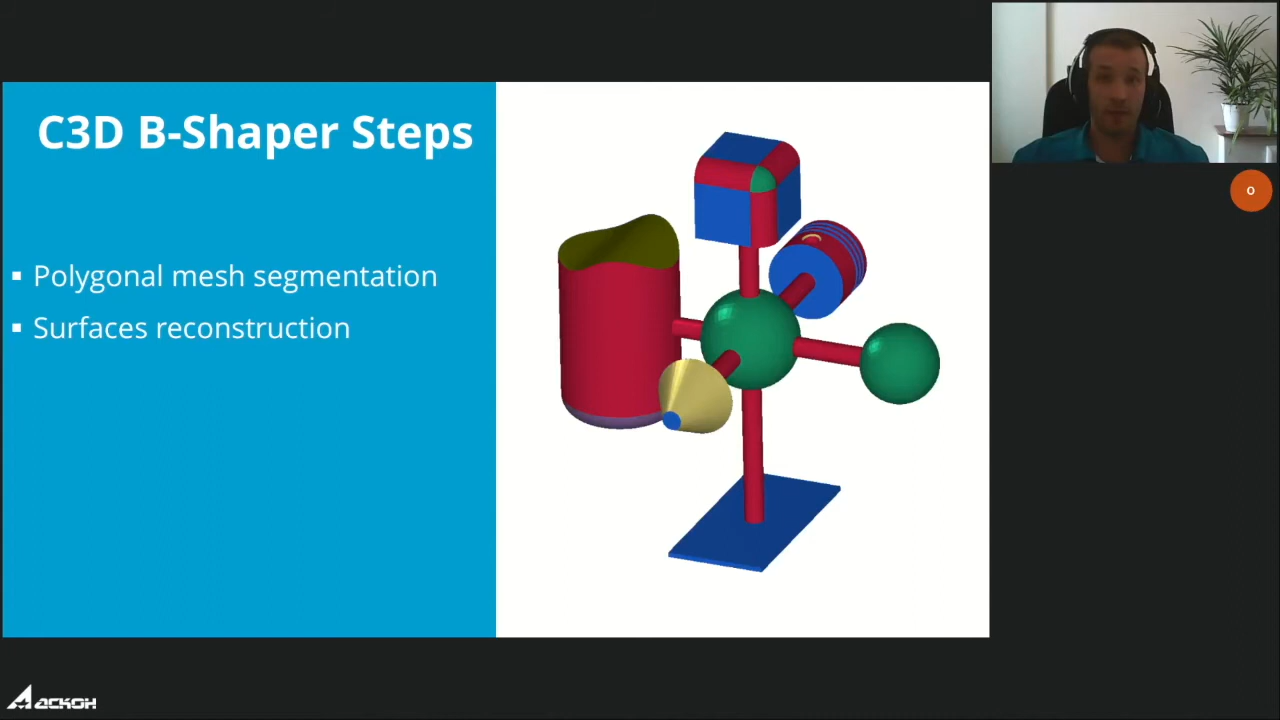 C3D B-Shaper Steps
▪ Polygonal mesh segmentation
▪ Surfaces reconstruction
O
АСКОН